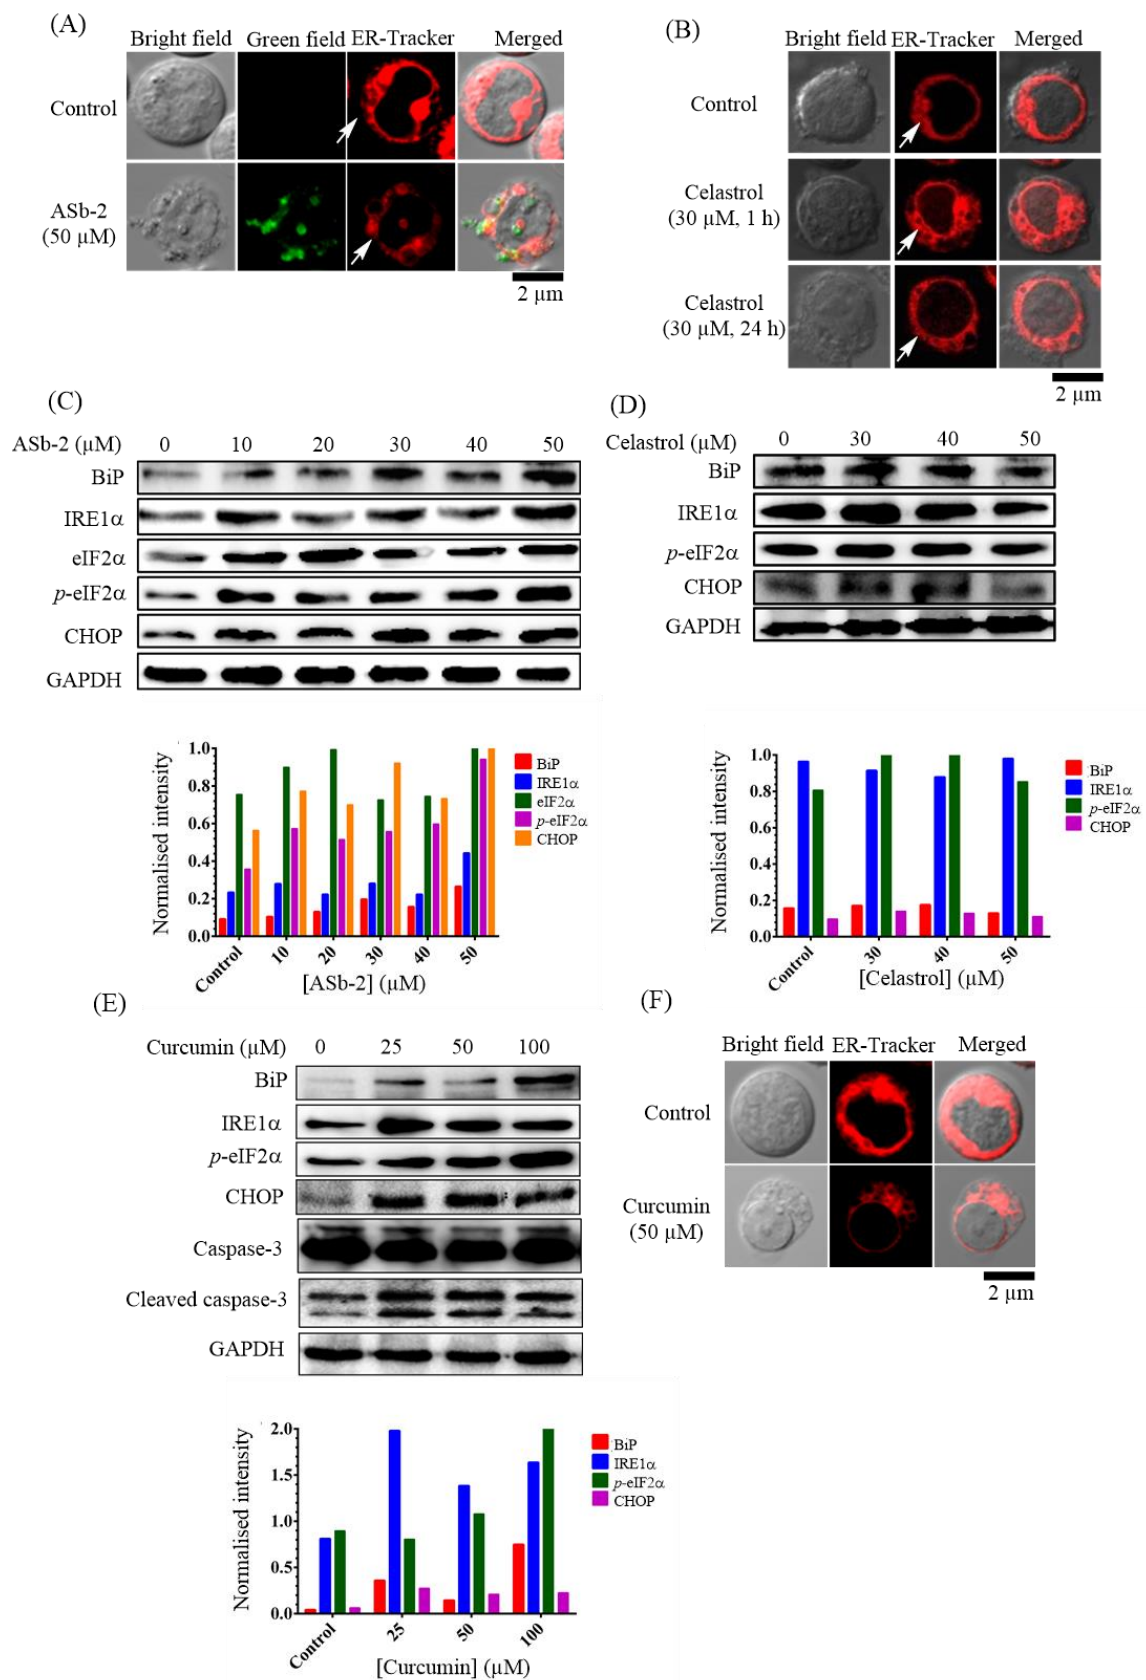 (A)
Bright field Green field ER-Tracker Merged
Control
ASb-2
(50 µM)
2 µm
(B)
Bright field ER-Tracker Merged
Control
Celastrol
(30 µM, 1 h)
Celastrol
(30 µM, 24 h)
2 µm
(C)
ASb-2 (µM) 0 10 20 30 40 50
BiP
IRE1α
eIF2α
p-eIF2α
CHOP
GAPDH
1.0
0.8
0.6
0.4
0.2
0.0
Normalised intensity
Control 10 20 30 40 50
[ASb-2] (µM)
BiP
IRE1α
eIF2α
p-eIF2α
CHOP
(D)
Celastrol (µM) 0 30 40 50
BiP
IRE1α
p-eIF2α
CHOP
GAPDH
1.0
0.8
0.6
0.4
0.2
0.0
Normalised intensity
Control 30 40 50
[Celastrol] (µM)
BiP
IRE1α
p-eIF2α
CHOP
(E)
Curcumin (µM) 0 25 50 100
BiP
IRE1α
p-eIF2α
CHOP
Caspase-3
Cleaved caspase-3
GAPDH
2.0
1.5
1.0
0.5
0.0
Normalised intensity
Control 25 50 100
[Curcumin] (µM)
BiP
IRE1α
p-eIF2α
CHOP
(F)
Bright field ER-Tracker Merged
Control
Curcumin
(50 µM)
2 µm